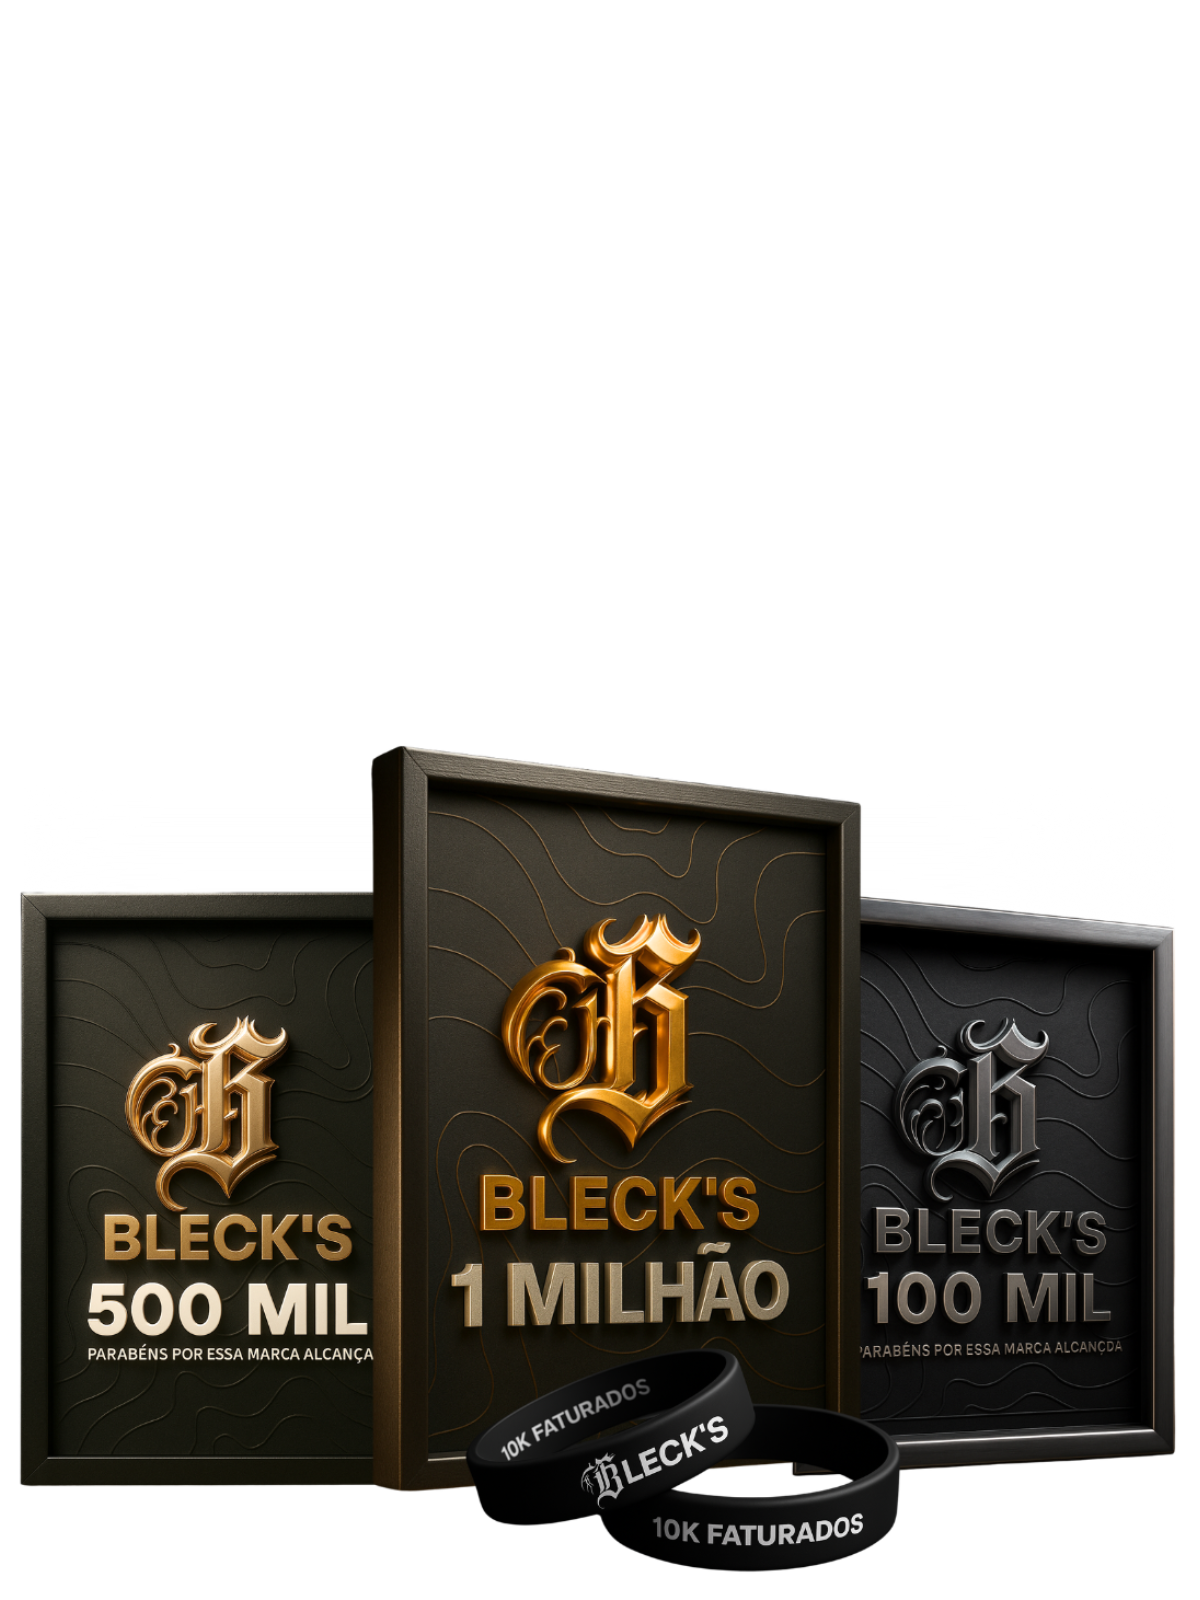 BLECK'S
500 MIL
PARABÉNS POR ESSA MARCA ALCANÇA
BLECK'S
1 MILHÃO
BLECK'S
100 MIL
PARABÉNS POR ESSA MARCA ALCANÇDA
10K FATURADOS
BLECK'S
10K FATURADOS